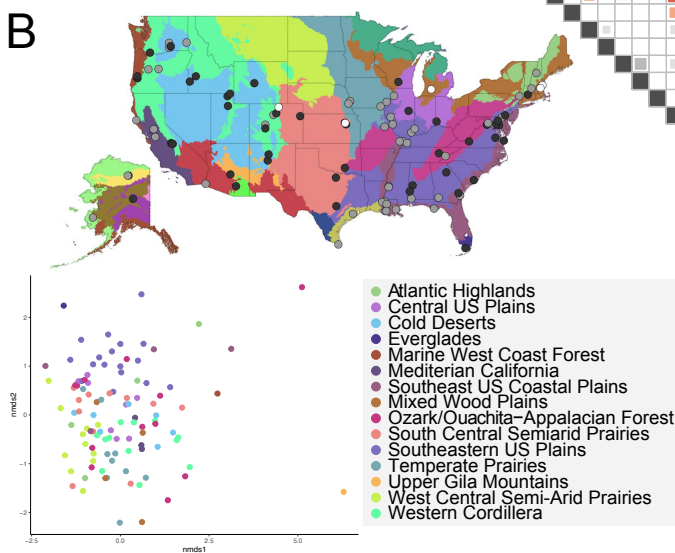 B
nmds2
2
1
0
−1
−2
−2.5
0.0
2.5
5.0
nmds1
Atlantic Highlands
Central US Plains
Cold Deserts
Everglades
Marine West Coast Forest
Mediterian California
Southeast US Coastal Plains
Mixed Wood Plains
Ozark/Ouachita−Appalacian Forest
South Central Semiarid Prairies
Southeastern US Plains
Temperate Prairies
Upper Gila Mountains
West Central Semi-Arid Prairies
Western Cordillera